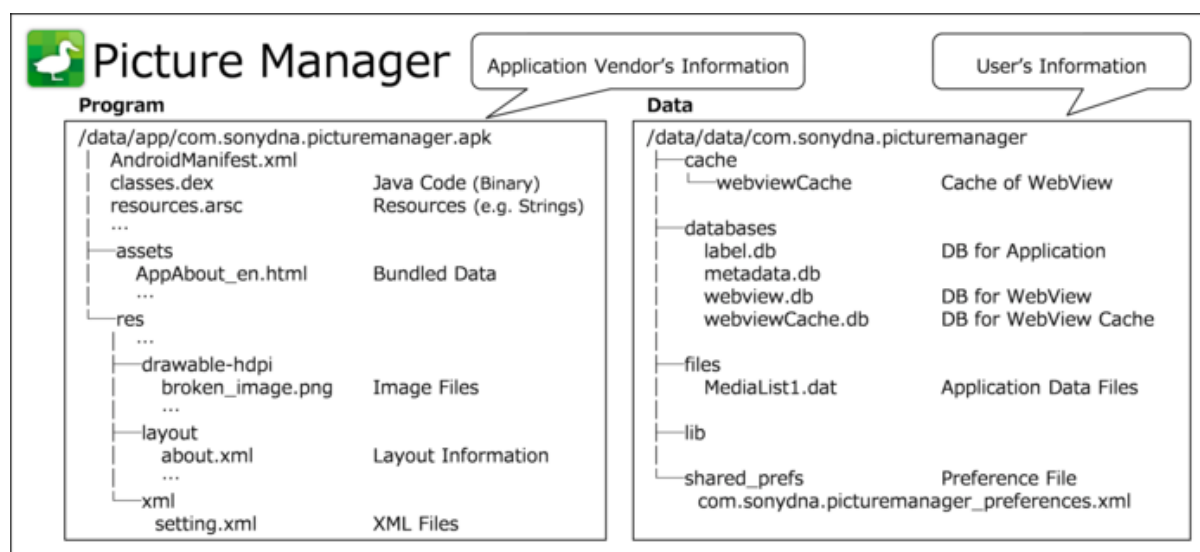 Picture Manager
Application Vendor's Information
User's Information
Program
/data/app/com.sonydna.picturemanager.apk
AndroidManifest.xml
classes.dex Java Code (Binary)
resources.arsc Resources (e.g. Strings)
...
assets
AppAbout_en.html Bundled Data
...
res
...
drawable-hdpi
broken_image.png Image Files
...
layout
about.xml Layout Information
...
xml
setting.xml XML Files
Data
/data/data/com.sonydna.picturemanager
cache
webviewCache Cache of WebView
databases
label.db DB for Application
metadata.db
webview.db DB for WebView
webviewCache.db DB for WebView Cache
files
MediaList1.dat Application Data Files
lib
shared_prefs Preference File
com.sonydna.picturemanager_preferences.xml